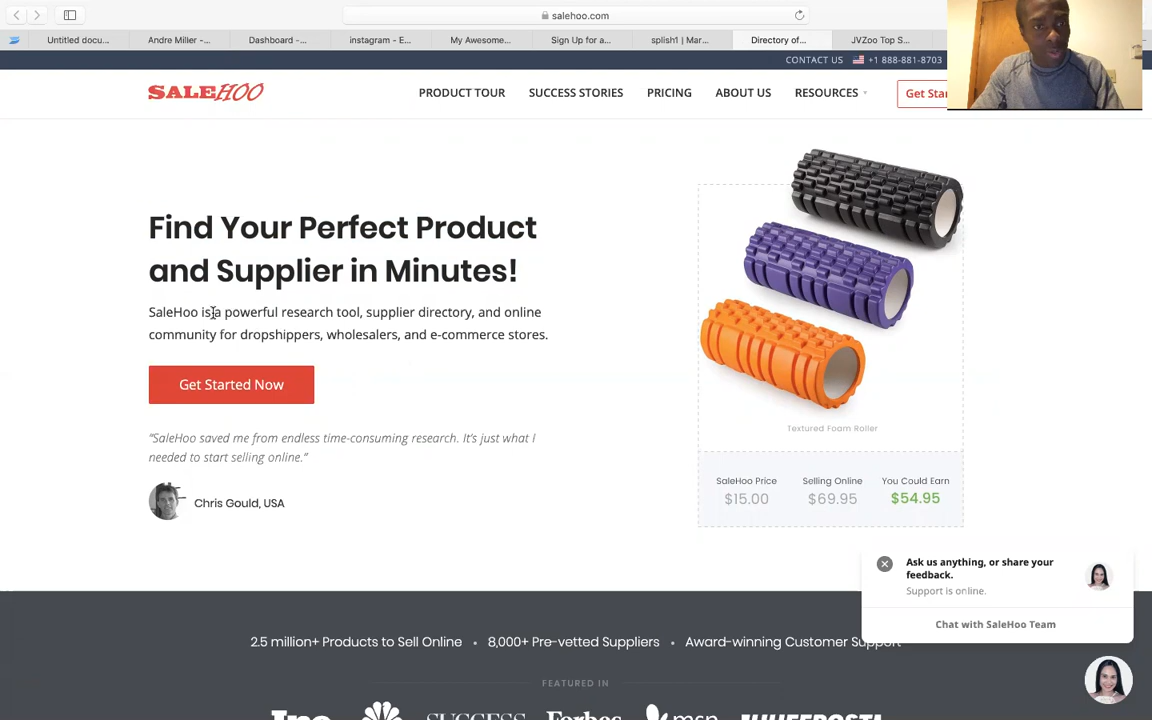 salehoo.com
Untitled docu...
Andre Miller -...
Dashboard -...
instagram - E...
My Awesome...
Sign Up for a...
splish1 | Mar...
Directory of...
JVZoo Top S...
CONTACT US +1 888-881-8703
SALEHOO
PRODUCT TOUR
SUCCESS STORIES
PRICING
ABOUT US
RESOURCES
Get Star
Find Your Perfect Product
and Supplier in Minutes!
SaleHoo is a powerful research tool, supplier directory, and online
community for dropshippers, wholesalers, and e-commerce stores.
Get Started Now
“SaleHoo saved me from endless time-consuming research. It’s just what I
needed to start selling online.”
Chris Gould, USA
Textured Foam Roller
SaleHoo Price Selling Online You Could Earn
$15.00 $69.95 $54.95
Ask us anything, or share your
feedback.
Support is online.
Chat with SaleHoo Team
2.5 million+ Products to Sell Online • 8,000+ Pre-vetted Suppliers • Award-winning Customer Support
FEATURED IN
Inc
SUCCESS
Forbes
msn
HUFFPOST